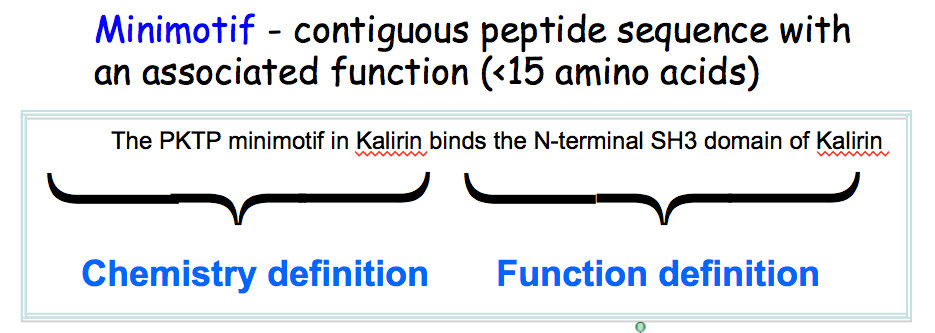 Minimotif - contiguous peptide sequence with
an associated function (<15 amino acids)
The PKTP minimotif in Kalirin binds the N-terminal SH3 domain of Kalirin
Chemistry definition Function definition